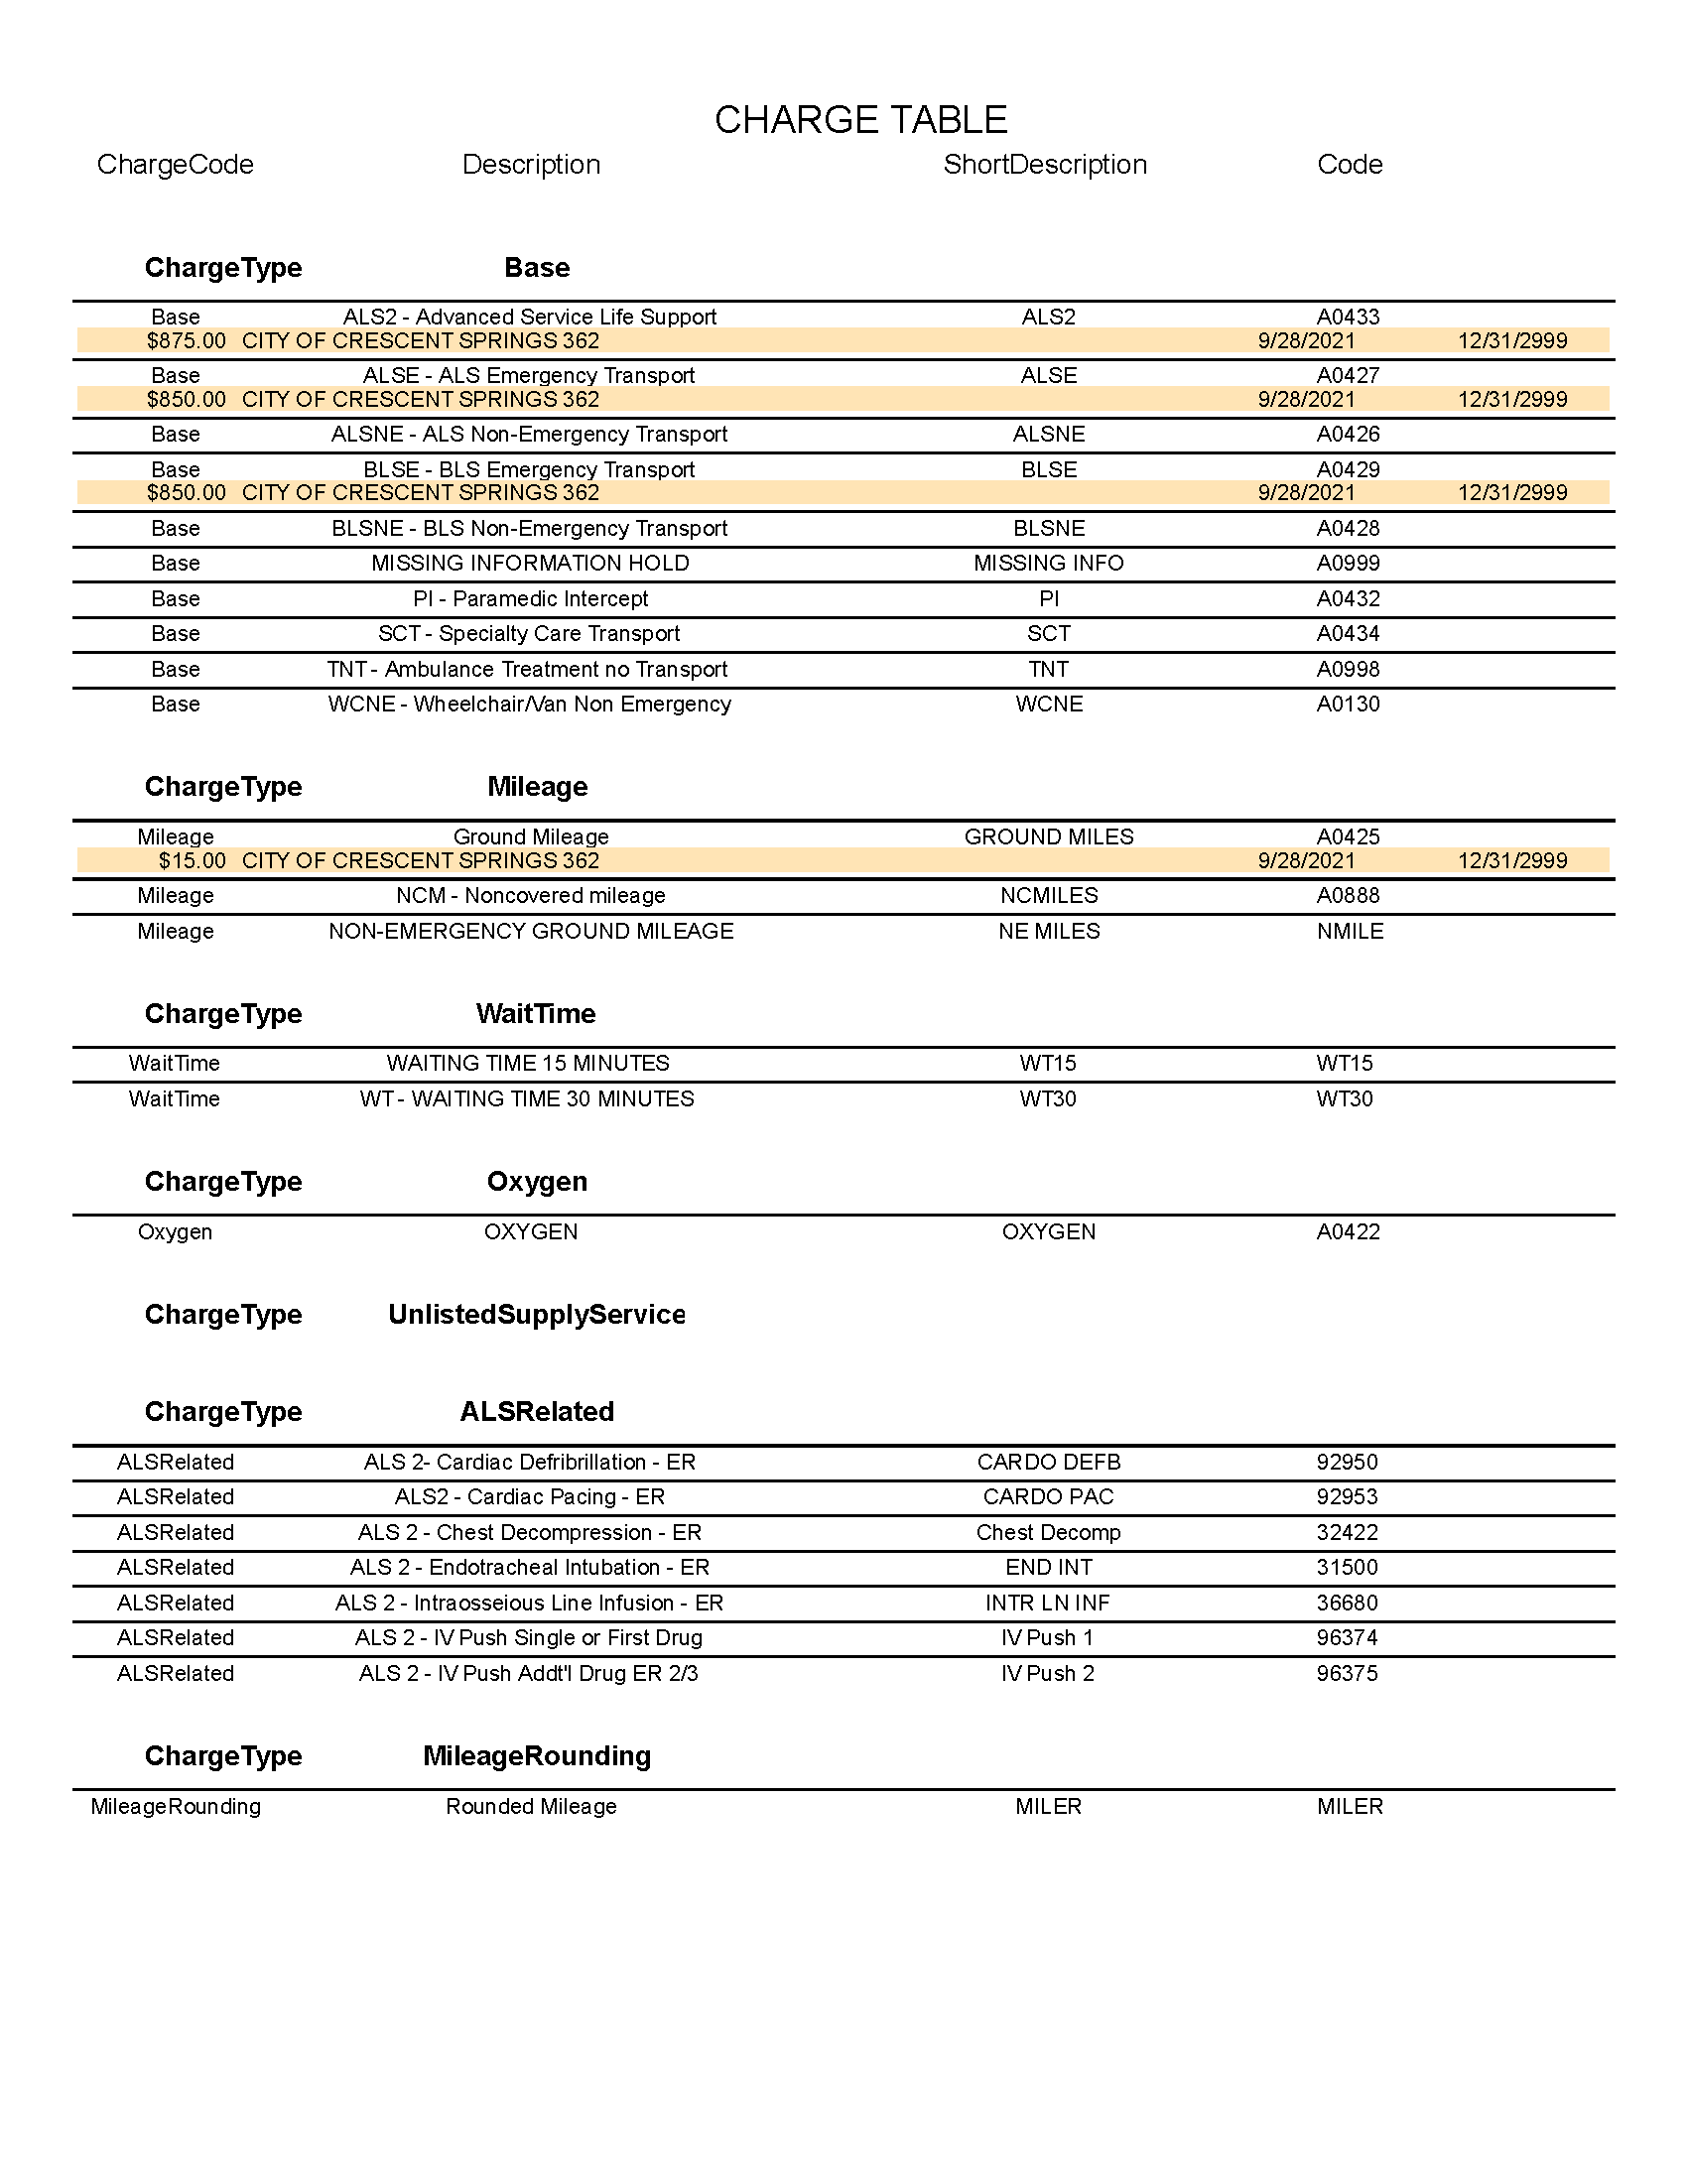 CHARGE TABLE
ChargeCode Description ShortDescription Code
ChargeType Base
Base ALS2 - Advanced Service Life Support ALS2 A0433
$875.00 CITY OF CRESCENT SPRINGS 362 9/28/2021 12/31/2999
Base ALSE - ALS Emergency Transport ALSE A0427
$850.00 CITY OF CRESCENT SPRINGS 362 9/28/2021 12/31/2999
Base ALSNE - ALS Non-Emergency Transport ALSNE A0426
Base BLSE - BLS Emergency Transport BLSE A0429
$850.00 CITY OF CRESCENT SPRINGS 362 9/28/2021 12/31/2999
Base BLSNE - BLS Non-Emergency Transport BLSNE A0428
Base MISSING INFORMATION HOLD MISSING INFO A0999
Base PI - Paramedic Intercept PI A0432
Base SCT - Specialty Care Transport SCT A0434
Base TNT - Ambulance Treatment no Transport TNT A0998
Base WCNE - Wheelchair/Van Non Emergency WCNE A0130
ChargeType Mileage
Mileage Ground Mileage GROUND MILES A0425
$15.00 CITY OF CRESCENT SPRINGS 362 9/28/2021 12/31/2999
Mileage NCM - Noncovered mileage NCMILES A0888
Mileage NON-EMERGENCY GROUND MILEAGE NE MILES NMILE
ChargeType WaitTime
WaitTime WAITING TIME 15 MINUTES WT15 WT15
WaitTime WT - WAITING TIME 30 MINUTES WT30 WT30
ChargeType Oxygen
Oxygen OXYGEN OXYGEN A0422
ChargeType UnlistedSupplyService
ChargeType ALSRelated
ALSRelated ALS 2- Cardiac Defribrillation - ER CARDO DEFB 92950
ALSRelated ALS2 - Cardiac Pacing - ER CARDO PAC 92953
ALSRelated ALS 2 - Chest Decompression - ER Chest Decomp 32422
ALSRelated ALS 2 - Endotracheal Intubation - ER END INT 31500
ALSRelated ALS 2 - Intraosseious Line Infusion - ER INTR LN INF 36680
ALSRelated ALS 2 - IV Push Single or First Drug IV Push 1 96374
ALSRelated ALS 2 - IV Push Addt'l Drug ER 2/3 IV Push 2 96375
ChargeType MileageRounding
MileageRounding Rounded Mileage MILER MILER